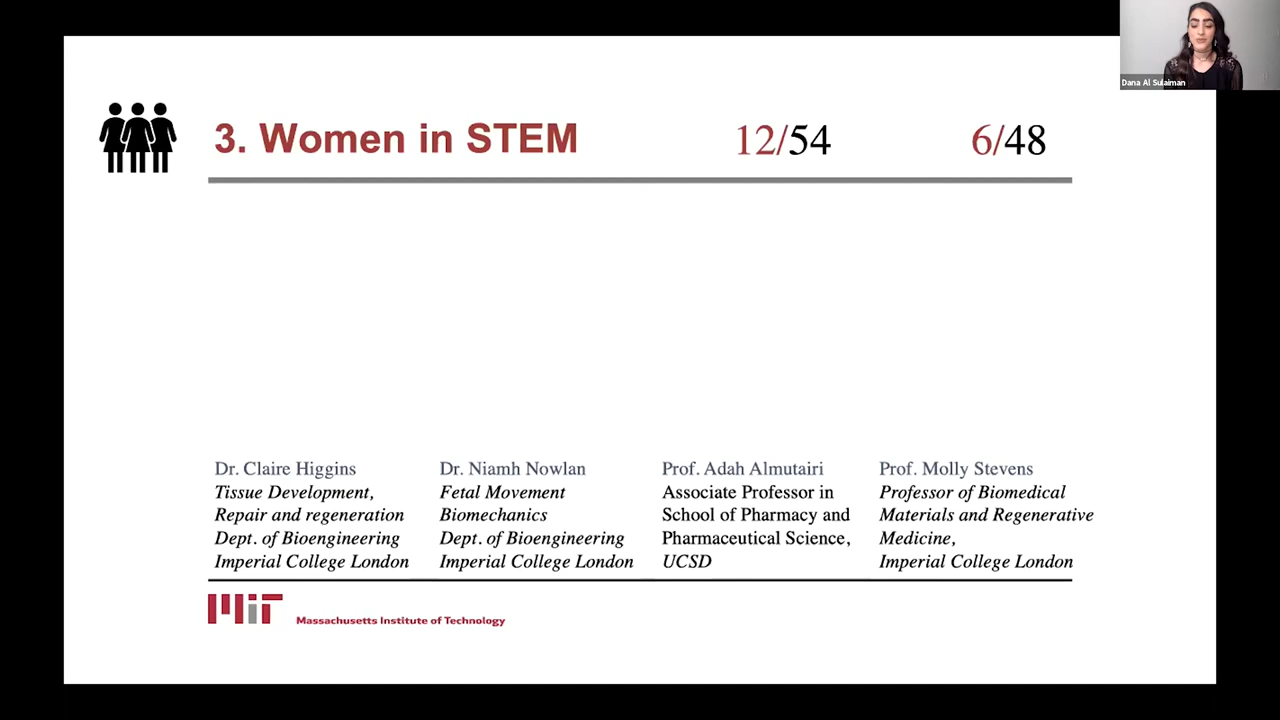 Dana Al Sulaiman
3. Women in STEM
12/54
6/48
Dr. Claire Higgins
Tissue Development,
Repair and regeneration
Dept. of Bioengineering
Imperial College London
Dr. Niamh Nowlan
Fetal Movement
Biomechanics
Dept. of Bioengineering
Imperial College London
Prof. Adah Almutairi
Associate Professor in
School of Pharmacy and
Pharmaceutical Science,
UCSD
Prof. Molly Stevens
Professor of Biomedical
Materials and Regenerative
Medicine,
Imperial College London
MIT
Massachusetts Institute of Technology